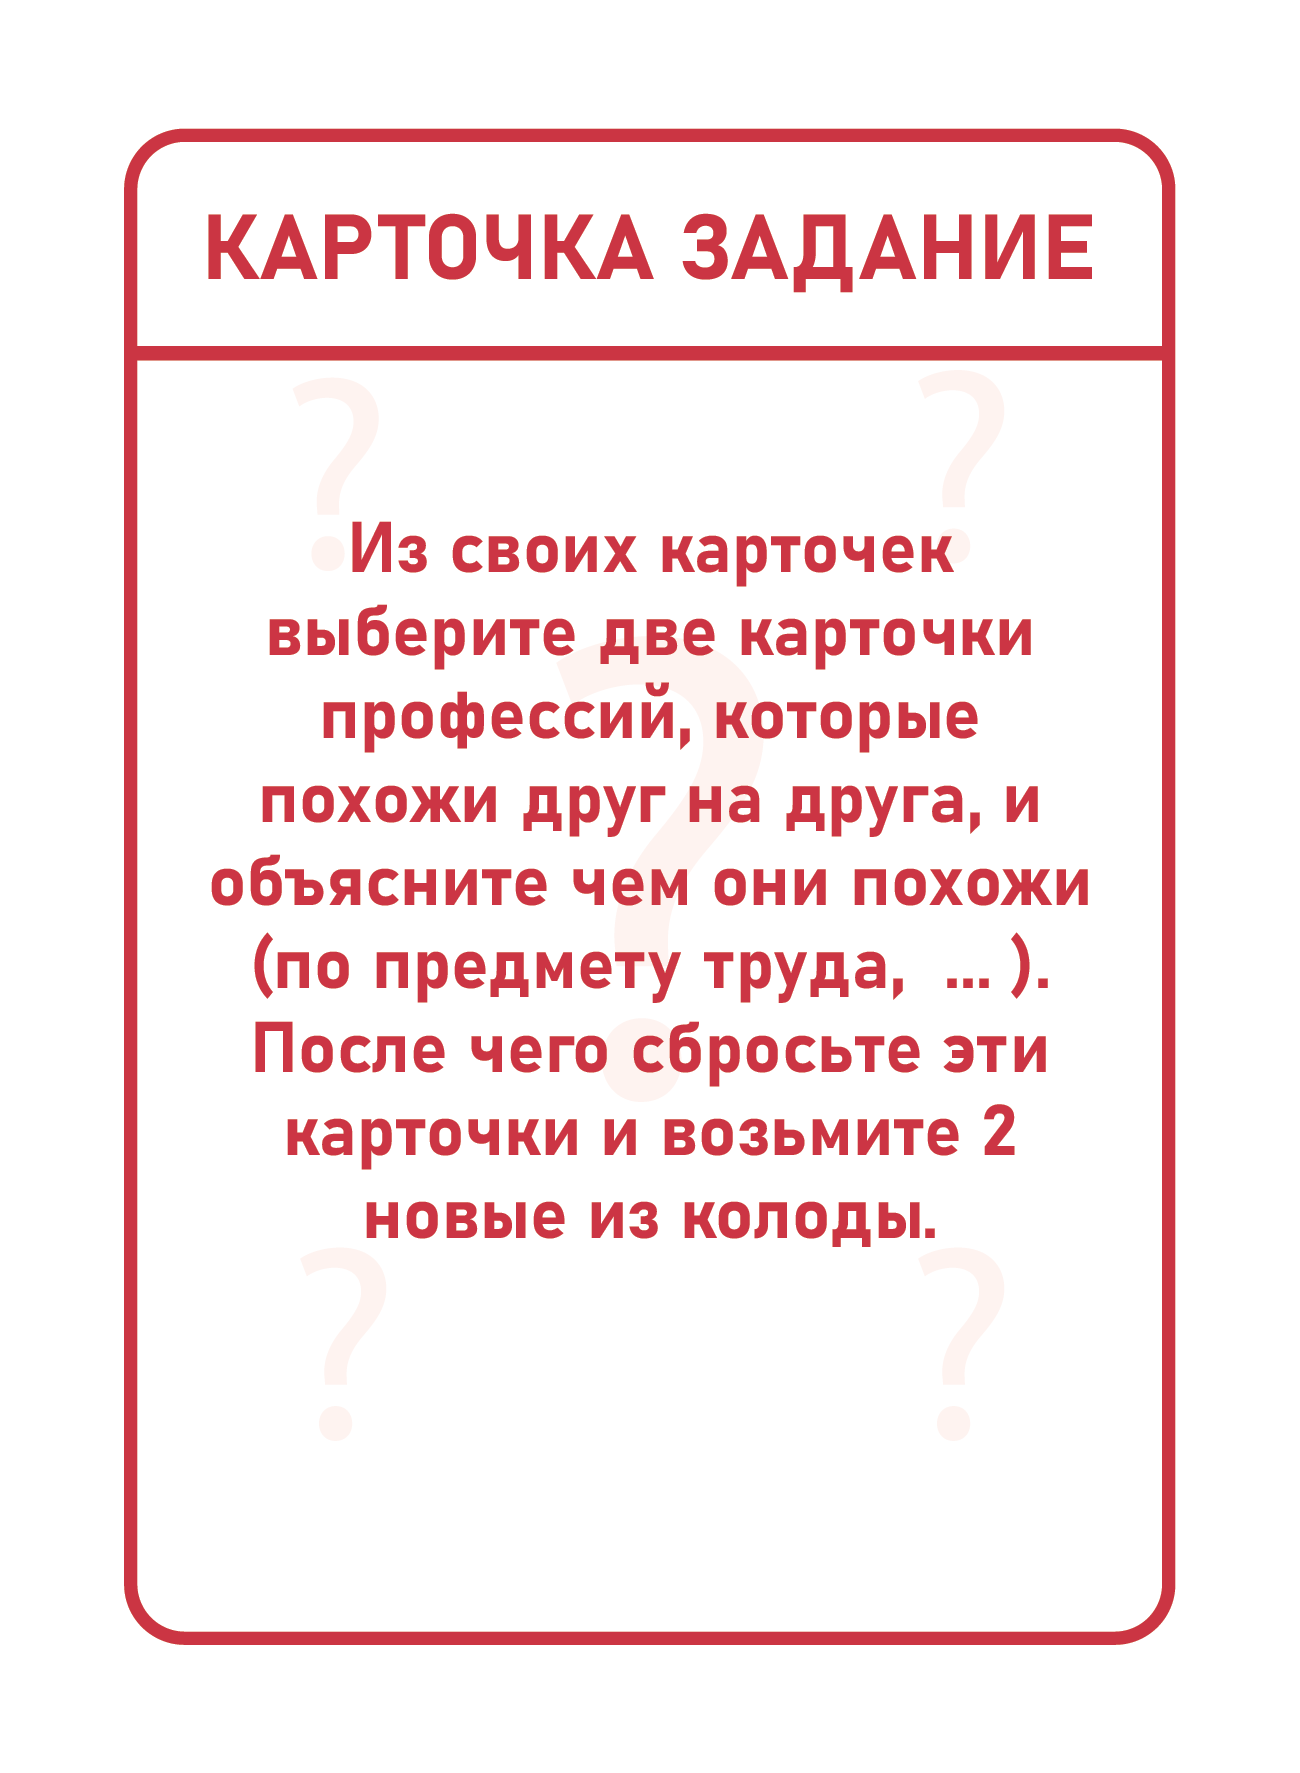 КАРТОЧКА ЗАДАНИЕ
?
?
Из своих карточек
выберите две карточки
профессий, которые
похожи друг на друга, и
объясните чем они похожи
(по предмету труда,  ... ).
После чего сбросьте эти
карточки и возьмите 2
новые из колоды.
?
?
?